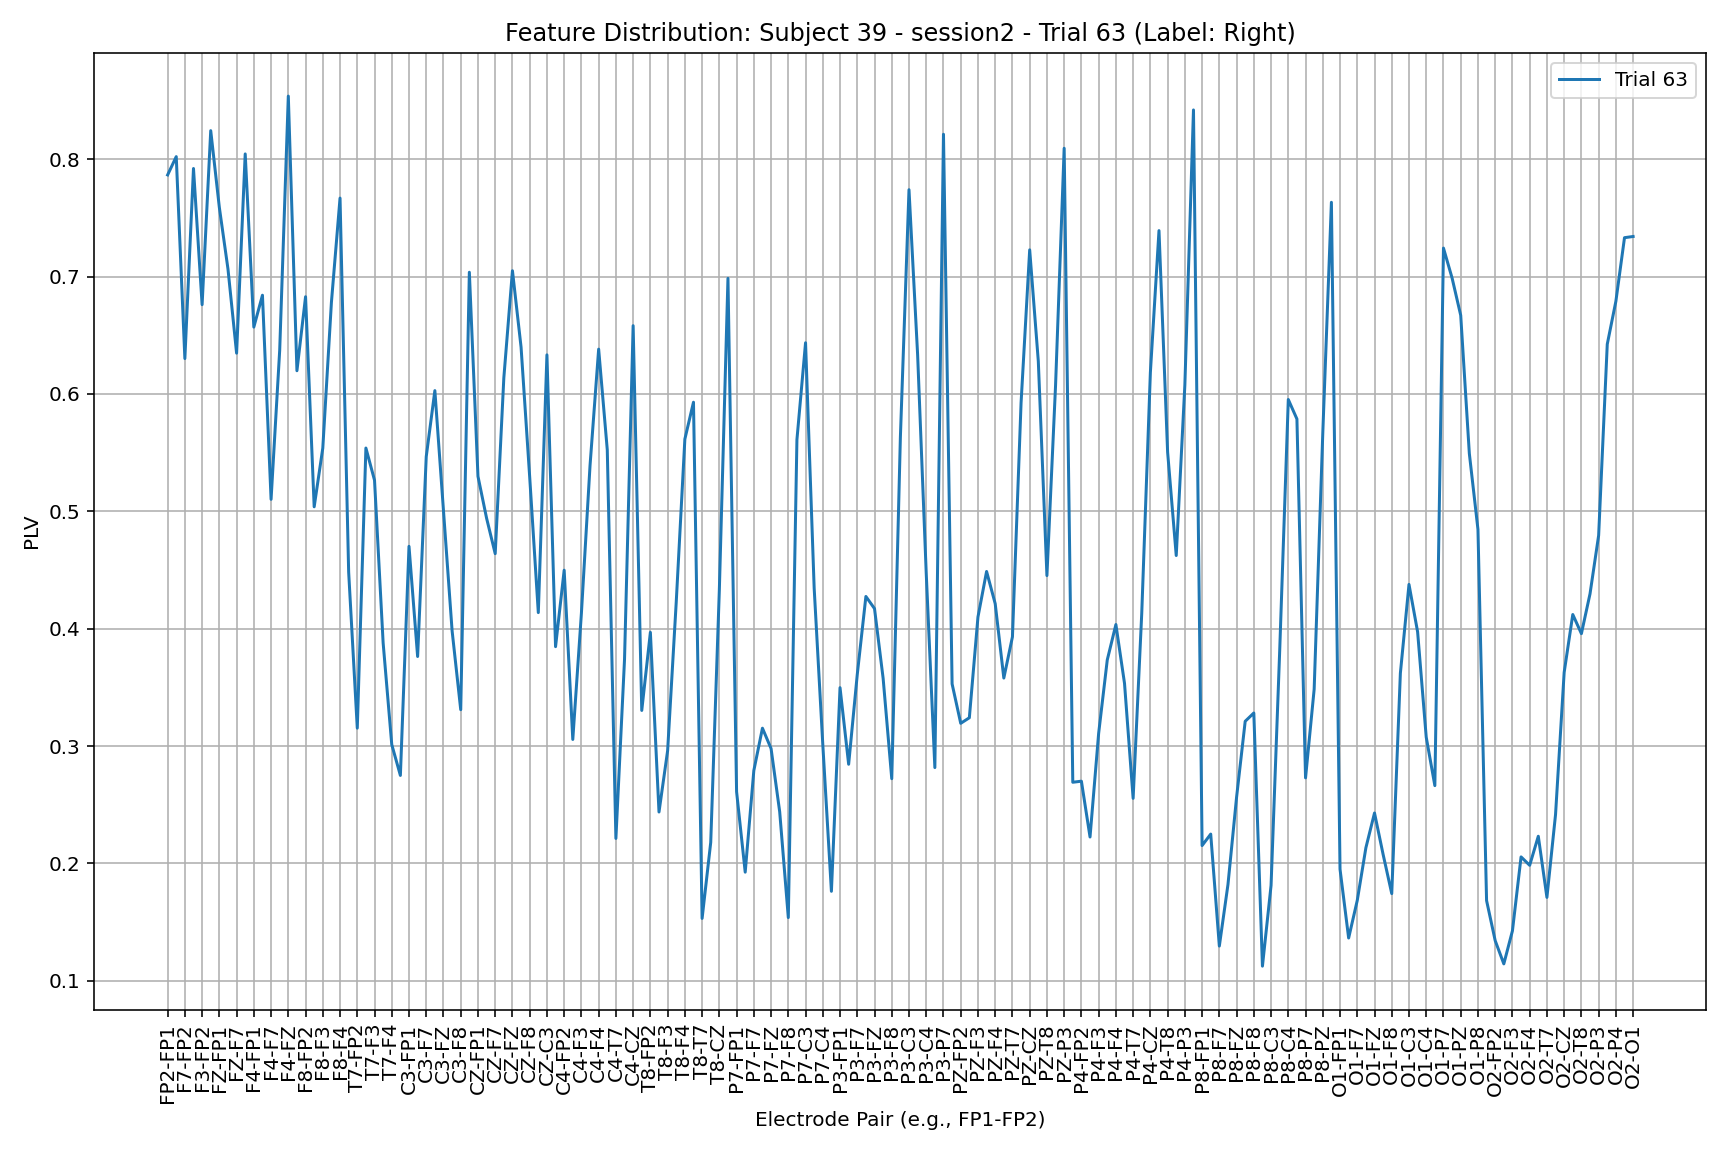 Feature Distribution: Subject 39 - session2 - Trial 63 (Label: Right)
Trial 63
PLV
0.8
0.7
0.6
0.5
0.4
0.3
0.2
0.1
FP2-FP1
F7-FP2
F3-FP2
FZ-FP1
FZ-F7
F4-FP1
F4-F7
F4-FZ
F8-FP2
F8-F3
F8-F4
T7-FP2
T7-F3
T7-F4
C3-FP1
C3-F7
C3-FZ
C3-F8
CZ-FP1
CZ-F7
CZ-FZ
CZ-F8
CZ-C3
C4-FP2
C4-F3
C4-F4
C4-T7
C4-CZ
T8-FP2
T8-F3
T8-F4
T8-T7
T8-CZ
P7-FP1
P7-F7
P7-FZ
P7-F8
P7-C3
P7-C4
P3-FP1
P3-F7
P3-FZ
P3-F8
P3-C3
P3-C4
P3-P7
PZ-FP2
PZ-F3
PZ-F4
PZ-T7
PZ-CZ
PZ-T8
PZ-P3
P4-FP2
P4-F3
P4-F4
P4-T7
P4-CZ
P4-T8
P4-P3
P8-FP1
P8-F7
P8-FZ
P8-F8
P8-C3
P8-C4
P8-P7
P8-PZ
O1-FP1
O1-F7
O1-FZ
O1-F8
O1-C3
O1-C4
O1-P7
O1-PZ
O1-P8
O2-FP2
O2-F3
O2-F4
O2-T7
O2-CZ
O2-T8
O2-P3
O2-P4
O2-O1
Electrode Pair (e.g., FP1-FP2)